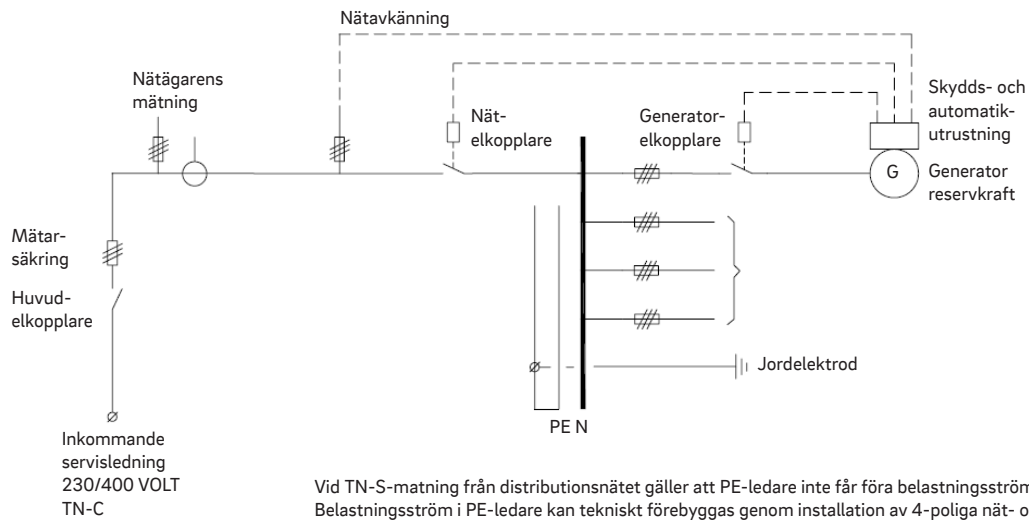 Nätavkänning
Nätägarens
mätning
Nät-
elkopplare
Generator-
elkopplare
Skydds- och
automatik-
utrustning
G
Generator
reservkraft
Mätar-
säkring
Huvud-
elkopplare
Jordelektrod
PE N
Inkommande
servisledning
230/400 VOLT
TN-C
Vid TN-S-matning från distributionsnätet gäller att PE-ledare inte får föra belastningsström
Belastningsström i PE-ledare kan tekniskt förebyggas genom installation av 4-poliga nät- o